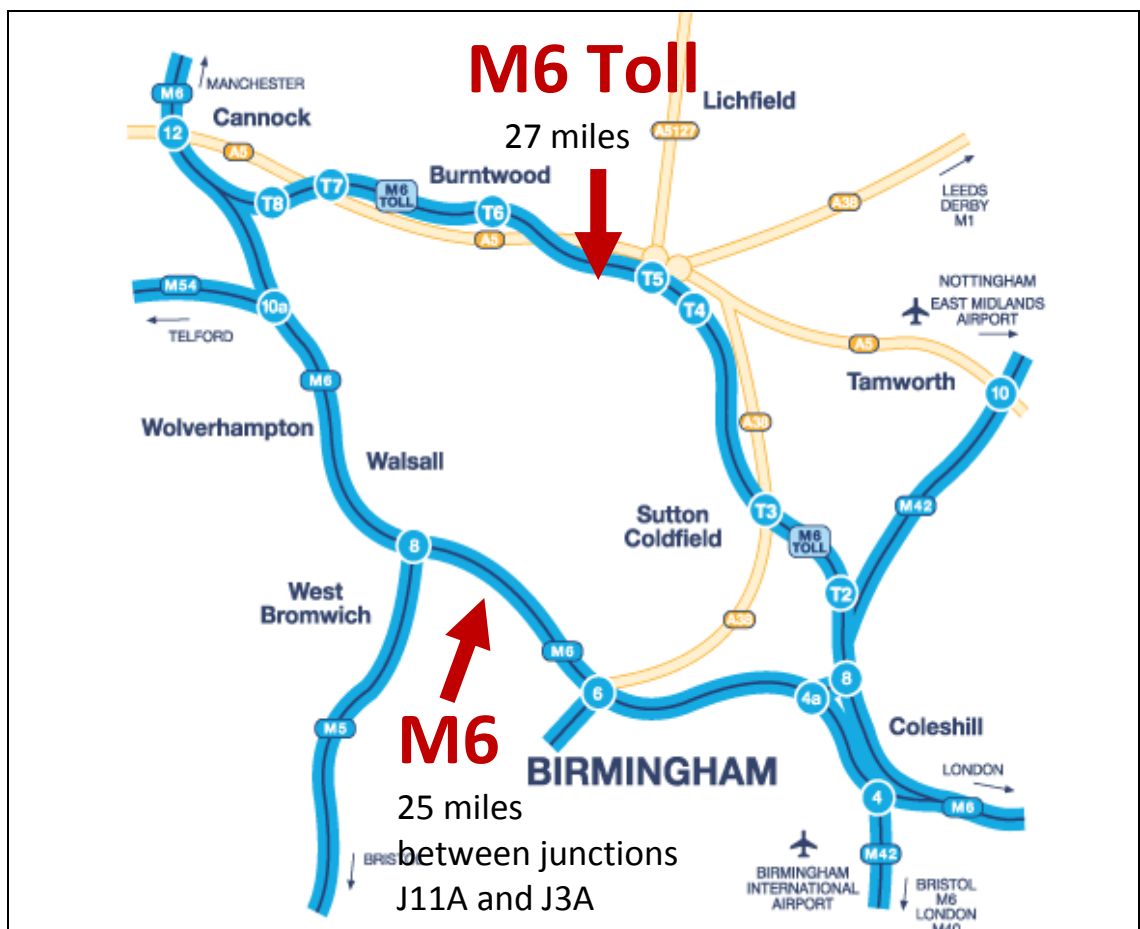 M6 Toll
27 miles
MANCHESTER
M6
Cannock
12
A5
Lichfield
A5127
T8
T7
M6
TOLL
Burntwood
T6
A5
A38
LEEDS
DERBY
M1
T5
T4
M54
10a
TELFORD
NOTTINGHAM
EAST MIDLANDS
AIRPORT
A5
Tamworth
10
M6
Wolverhampton
Walsall
A38
M42
T3
Sutton
Coldfield
M6
TOLL
8
T2
West
Bromwich
A38
M6
6
4a
8
Coleshill
M5
M6
BIRMINGHAM
LONDON
4
M6
25 miles
between junctions
J11A and J3A
BRISTOL
M42
BIRMINGHAM
INTERNATIONAL
AIRPORT
BRISTOL
M6
LONDON
M40